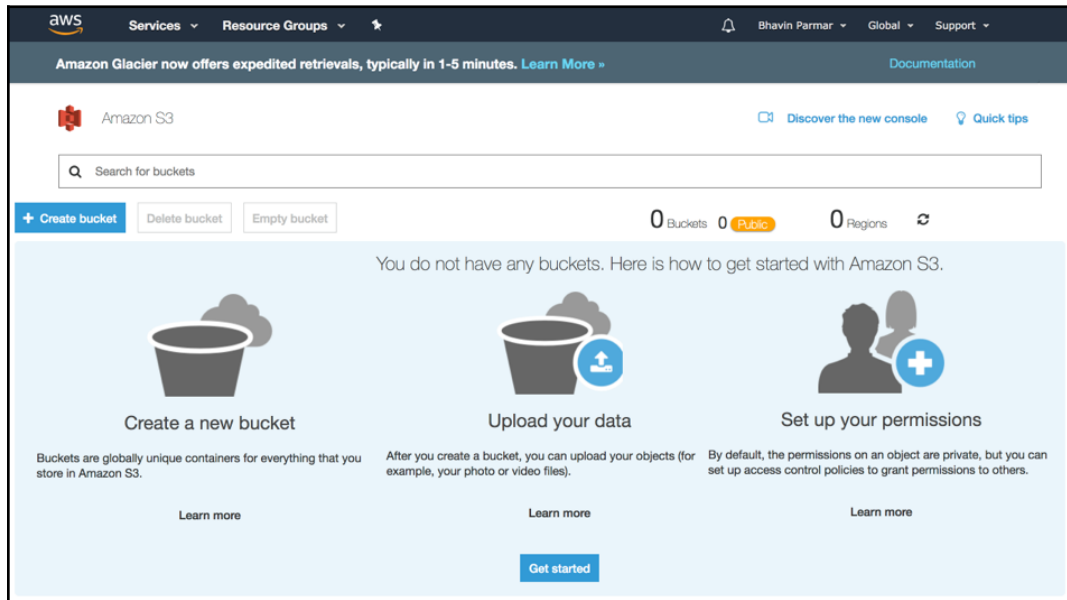 aws Services Resource Groups Bhavin Parmar Global Support
Amazon Glacier now offers expedited retrievals, typically in 1-5 minutes. Learn More » Documentation
Amazon S3 Discover the new console Quick tips
Search for buckets
+ Create bucket Delete bucket Empty bucket 0 Buckets 0 Public 0 Regions
You do not have any buckets. Here is how to get started with Amazon S3.
Create a new bucket
Buckets are globally unique containers for everything that you
store in Amazon S3.
Learn more
Upload your data
After you create a bucket, you can upload your objects (for
example, your photo or video files).
Learn more
Set up your permissions
By default, the permissions on an object are private, but you can
set up access control policies to grant permissions to others.
Learn more
Get started